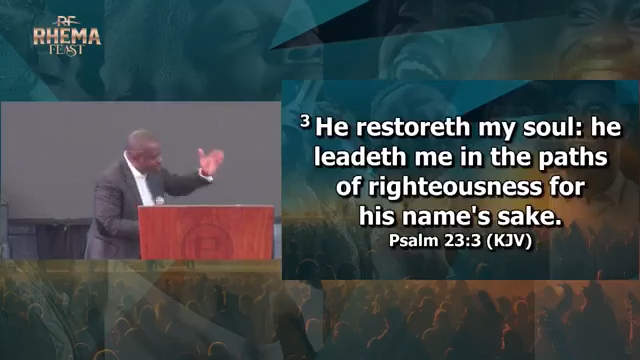 RF
RHEMA
FEAST
3 He restoreth my soul: he
leadeth me in the paths
of righteousness for
his name's sake.
Psalm 23:3 (KJV)